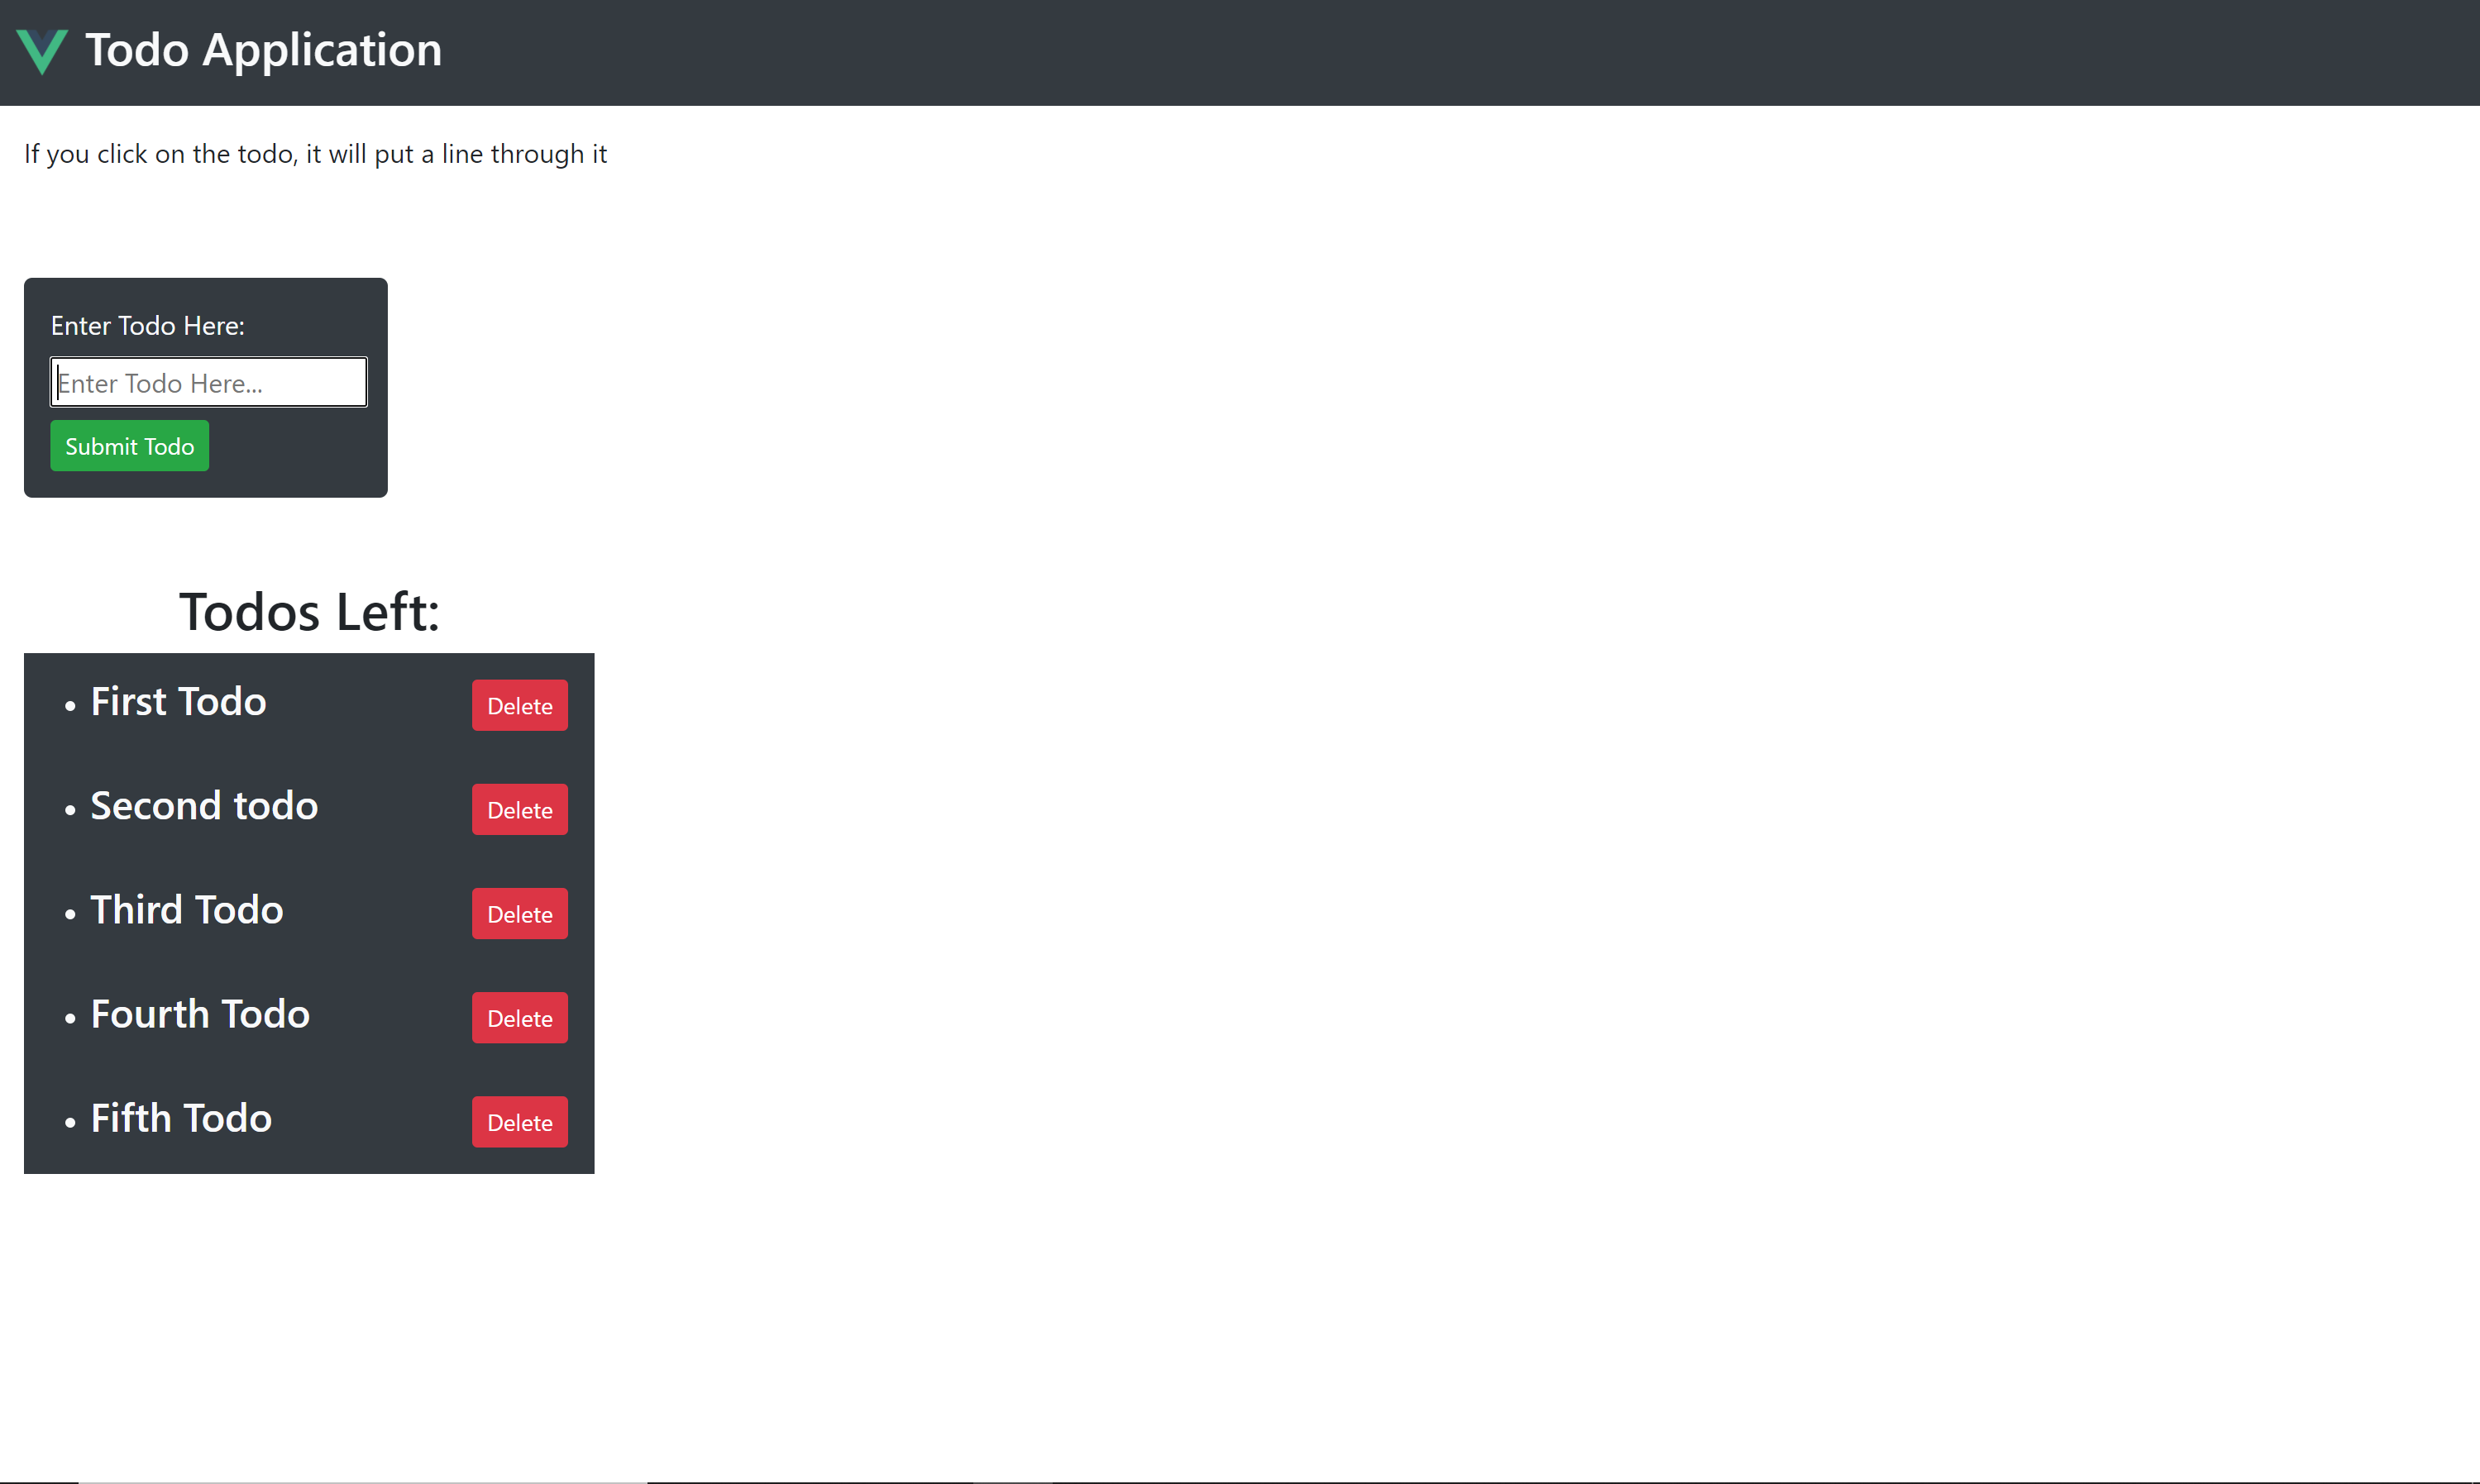 Todo Application
If you click on the todo, it will put a line through it
Enter Todo Here:
Enter Todo Here...
Submit Todo
Todos Left:
First Todo Delete
Second todo Delete
Third Todo Delete
Fourth Todo Delete
Fifth Todo Delete